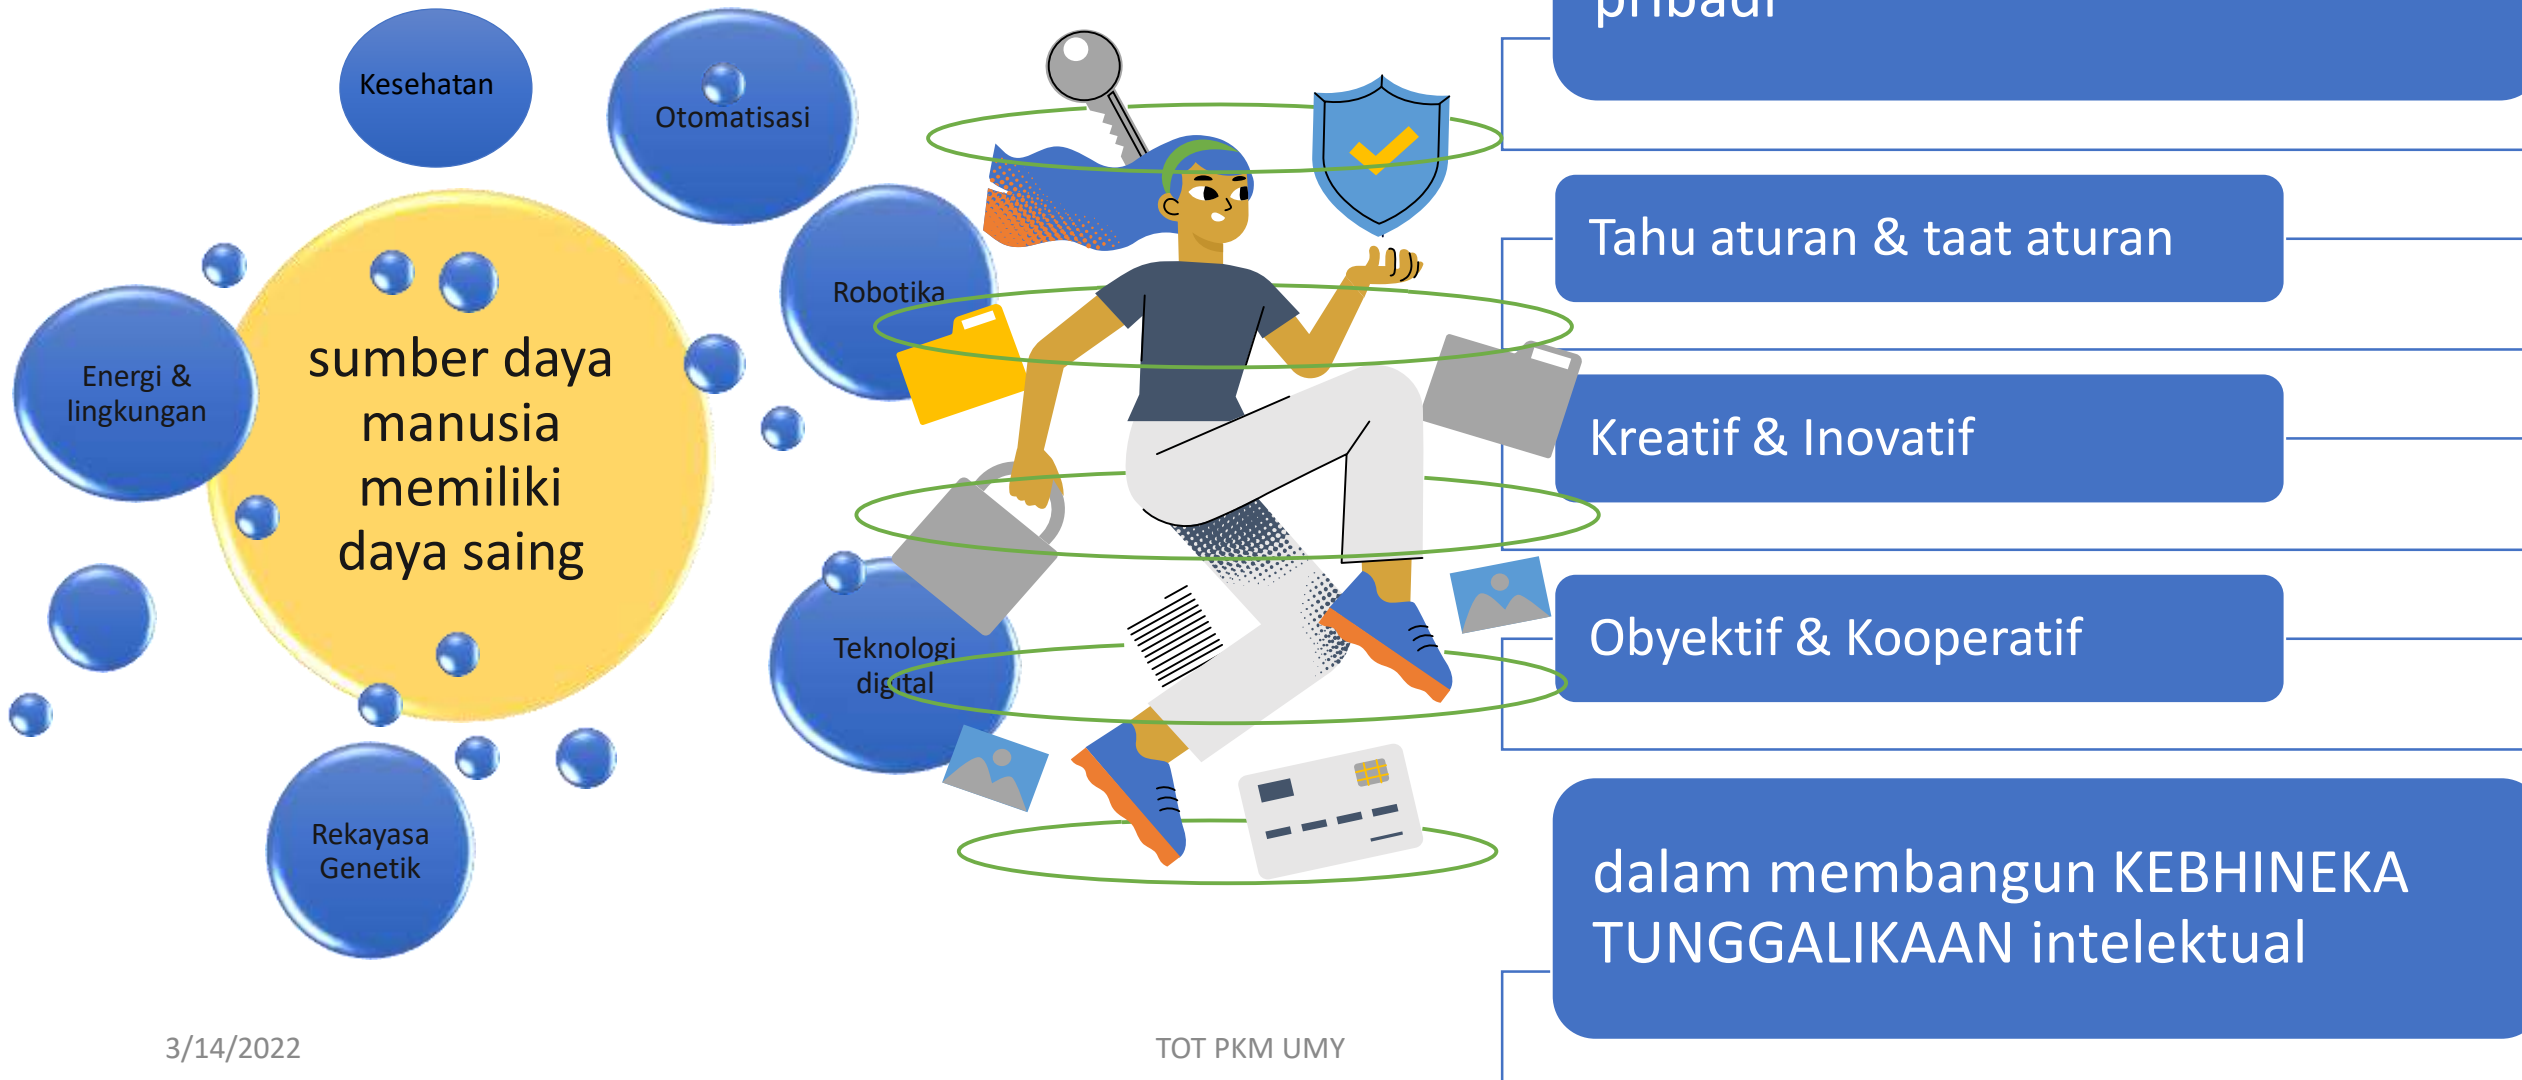 Kesehatan
Otomatisasi
Robotika
Energi &
lingkungan
sumber daya
manusia
memiliki
daya saing
Teknologi
digital
Rekayasa
Genetik
pribadi
Tahu aturan & taat aturan
Kreatif & Inovatif
Obyektif & Kooperatif
dalam membangun KEBHINEKA
TUNGGALIKAAN intelektual
3/14/2022
TOT PKM UMY